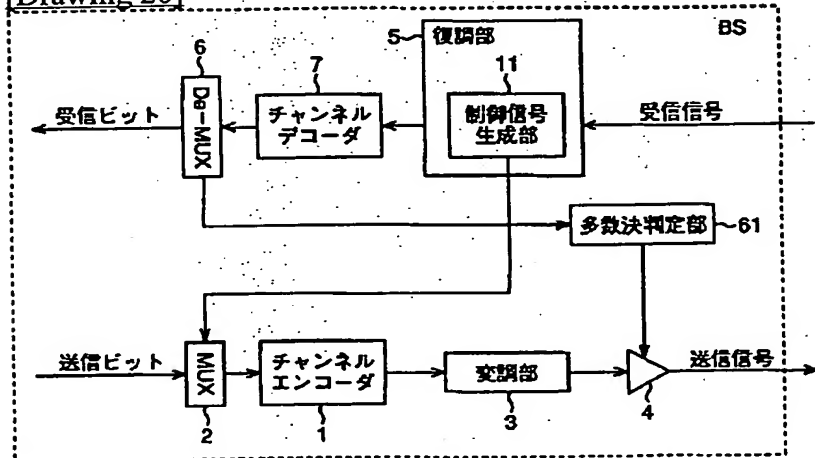 [Drawing 20]
BS
5
復調部
6
7
11
De-MUX
チャンネル
デコーダ
制御信号
生成部
受信ビット
受信信号
多数決判定部
61
送信ビット
MUX
チャンネル
エンコーダ
変調部
送信信号
2
1
3
4